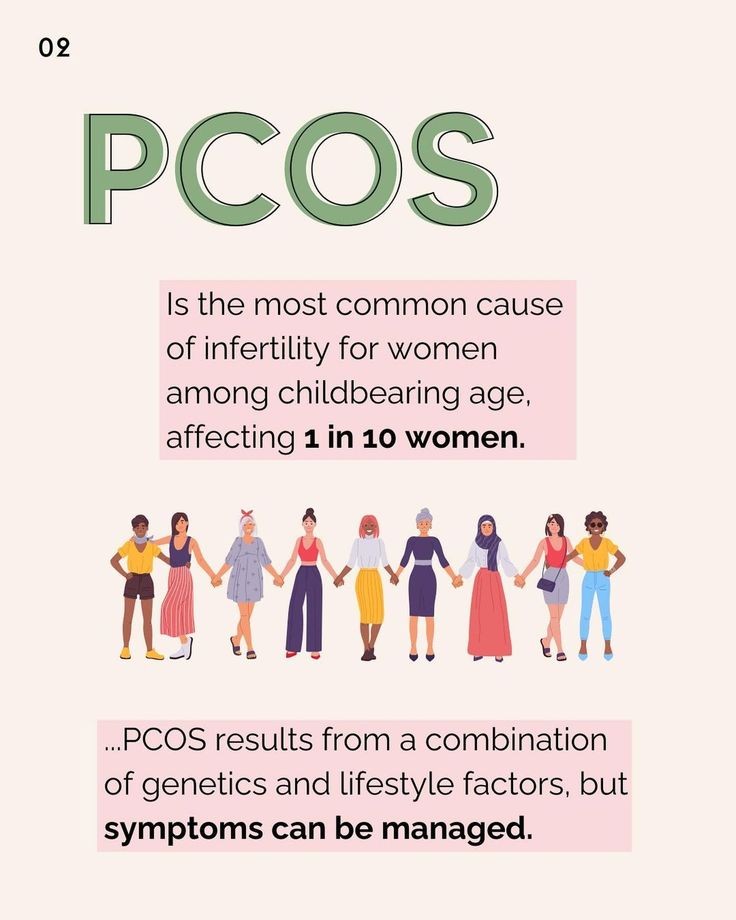 02
PCOS
Is the most common cause
of infertility for women
among childbearing age,
affecting 1 in 10 women.
...PCOS results from a combination
of genetics and lifestyle factors, but
symptoms can be managed.